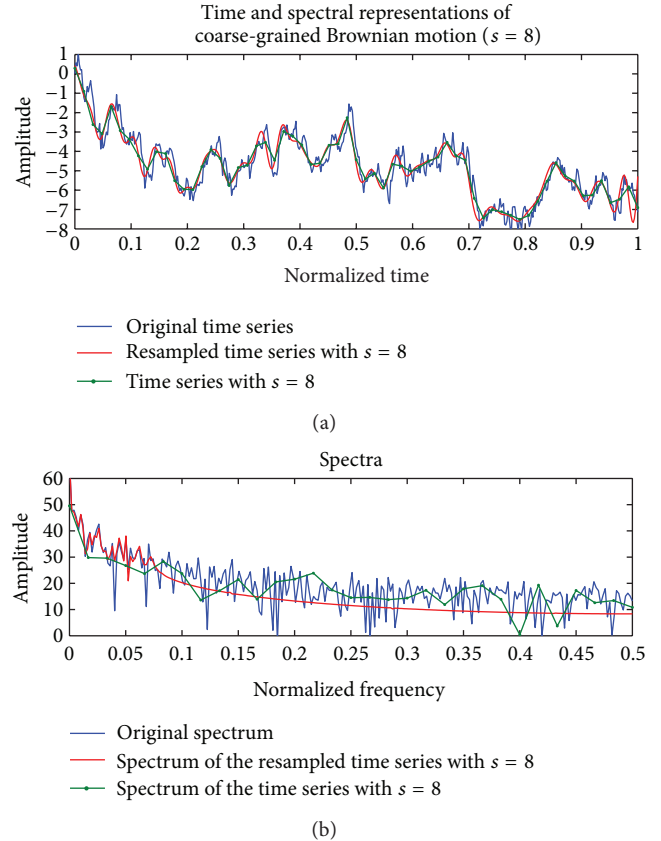 Time and spectral representations of
coarse-grained Brownian motion (s = 8)
Amplitude
1
0
−1
−2
−3
−4
−5
−6
−7
−8
0 0.1 0.2 0.3 0.4 0.5 0.6 0.7 0.8 0.9 1
Normalized time
Original time series
Resampled time series with s = 8
Time series with s = 8
(a)
Spectra
Amplitude
60
50
40
30
20
10
0
0 0.05 0.1 0.15 0.2 0.25 0.3 0.35 0.4 0.45 0.5
Normalized frequency
Original spectrum
Spectrum of the resampled time series with s = 8
Spectrum of the time series with s = 8
(b)